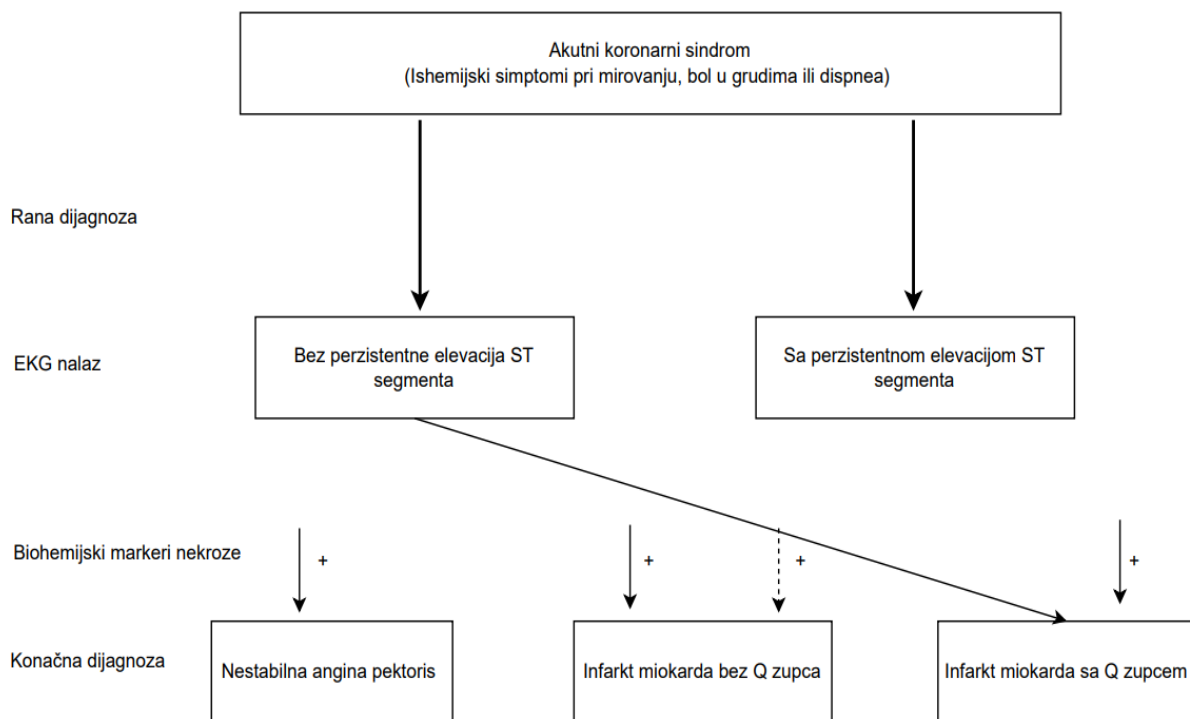 Akutni koronarni sindrom
(Ishemijski simptomi pri mirovanju, bol u grudima ili dispnea)
Rana dijagnoza
EKG nalaz
Bez perzistentne elevacija ST
segmenta
Sa perzistentnom elevacijom ST
segmenta
Biohemijski markeri nekroze
+
+
+
+
Konačna dijagnoza
Nestabilna angina pektoris
Infarkt miokarda bez Q zupca
Infarkt miokarda sa Q zupcem